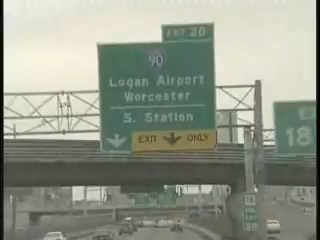 EXIT 20
90
Logan Airport
Worcester
S. Station
EXIT ONLY
18